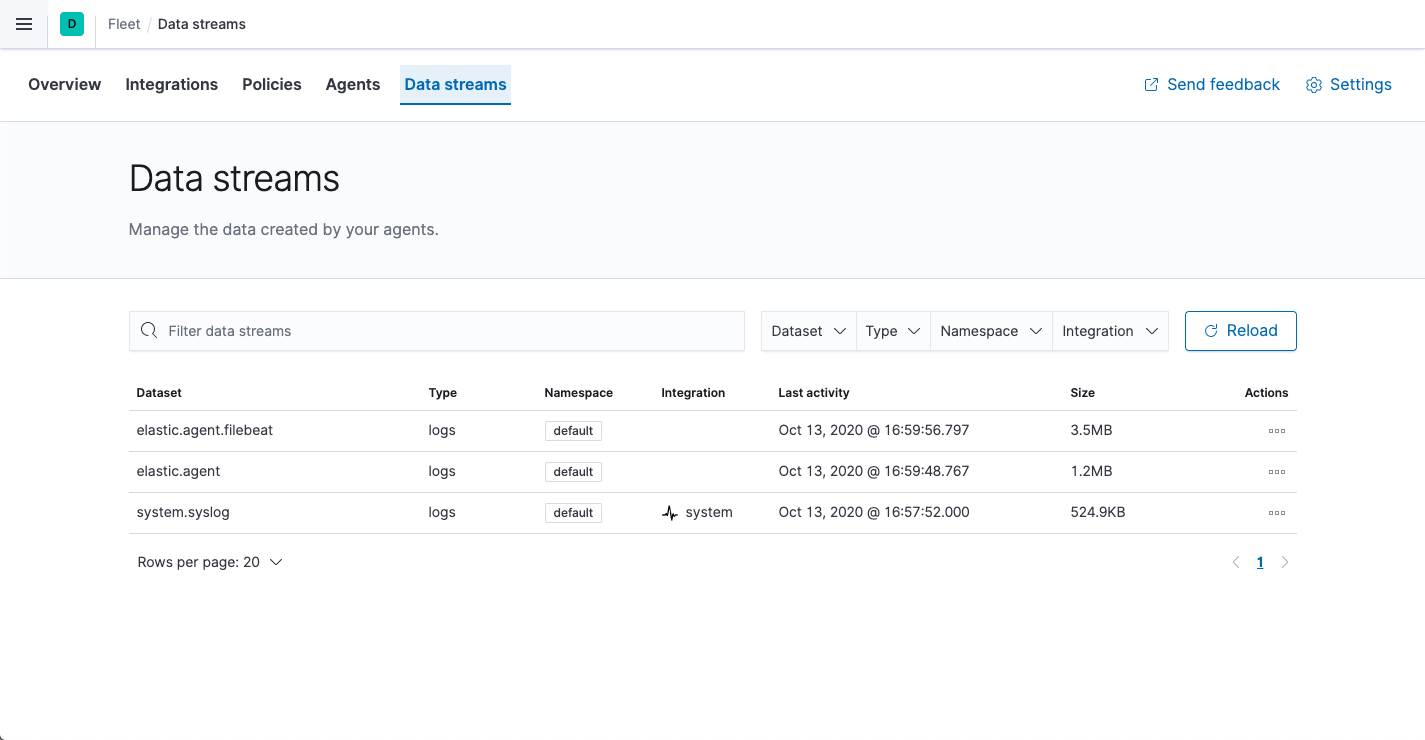 D Fleet / Data streams
Overview Integrations Policies Agents Data streams Send feedback Settings
Data streams
Manage the data created by your agents.
Filter data streams Dataset Type Namespace Integration Reload
Dataset Type Namespace Integration Last activity Size Actions
elastic.agent.filebeat logs default Oct 13, 2020 @ 16:59:56.797 3.5MB
elastic.agent logs default Oct 13, 2020 @ 16:59:48.767 1.2MB
system.syslog logs default system Oct 13, 2020 @ 16:57:52.000 524.9KB
Rows per page: 20 1